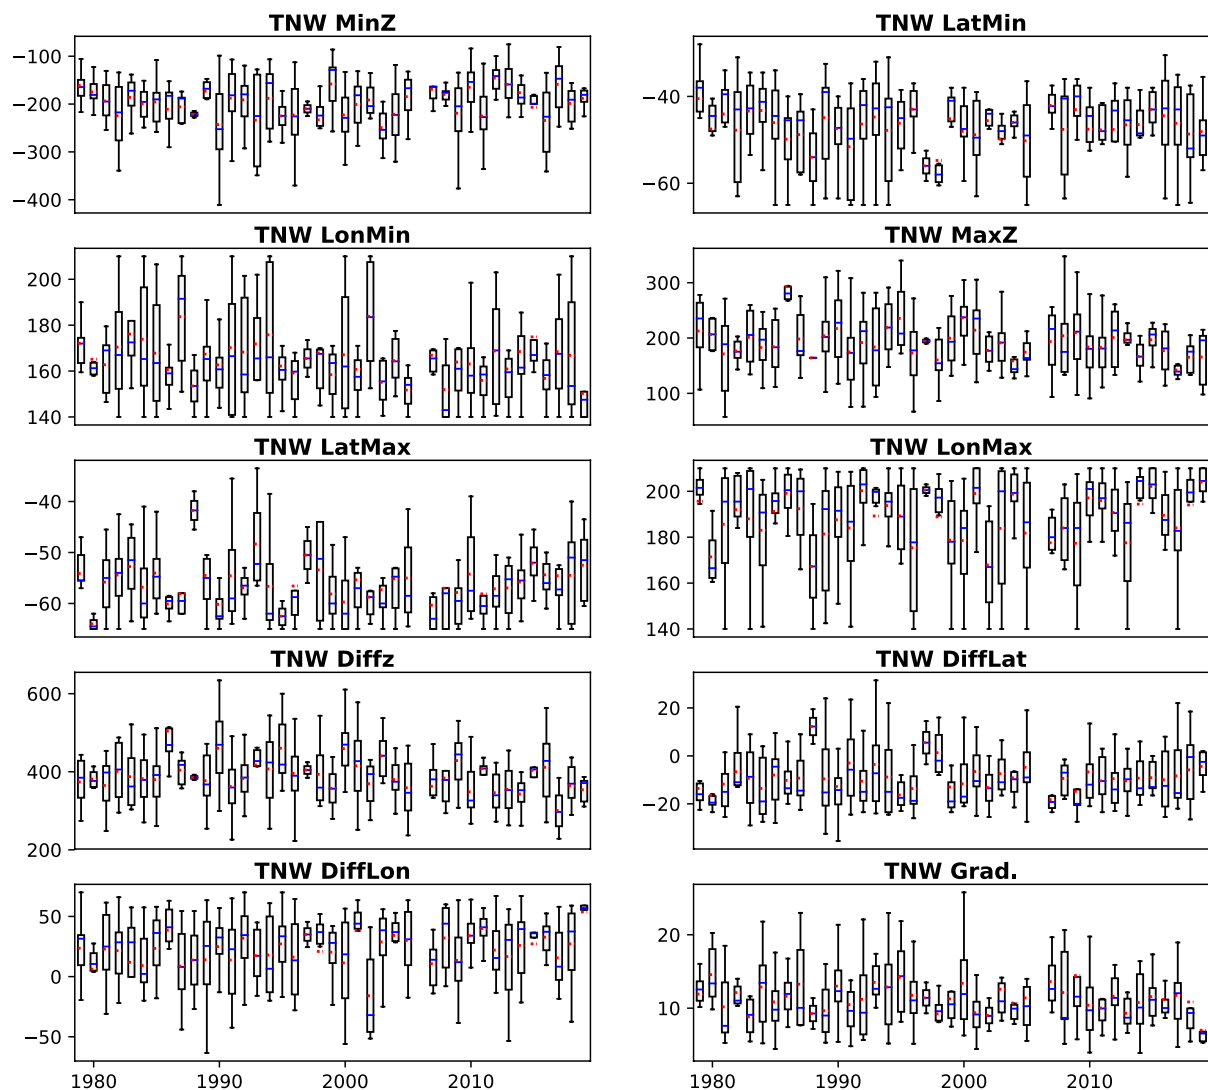 TNW MinZ
−100
−200
−300
−400
TNW LatMin
−40
−60
TNW LonMin
200
180
160
140
TNW MaxZ
300
200
100
TNW LatMax
−40
−50
−60
TNW LonMax
200
180
160
140
TNW Diffz
600
400
200
TNW DiffLat
20
0
−20
TNW DiffLon
50
0
−50
1980 1990 2000 2010
TNW Grad.
20
10
1980 1990 2000 2010